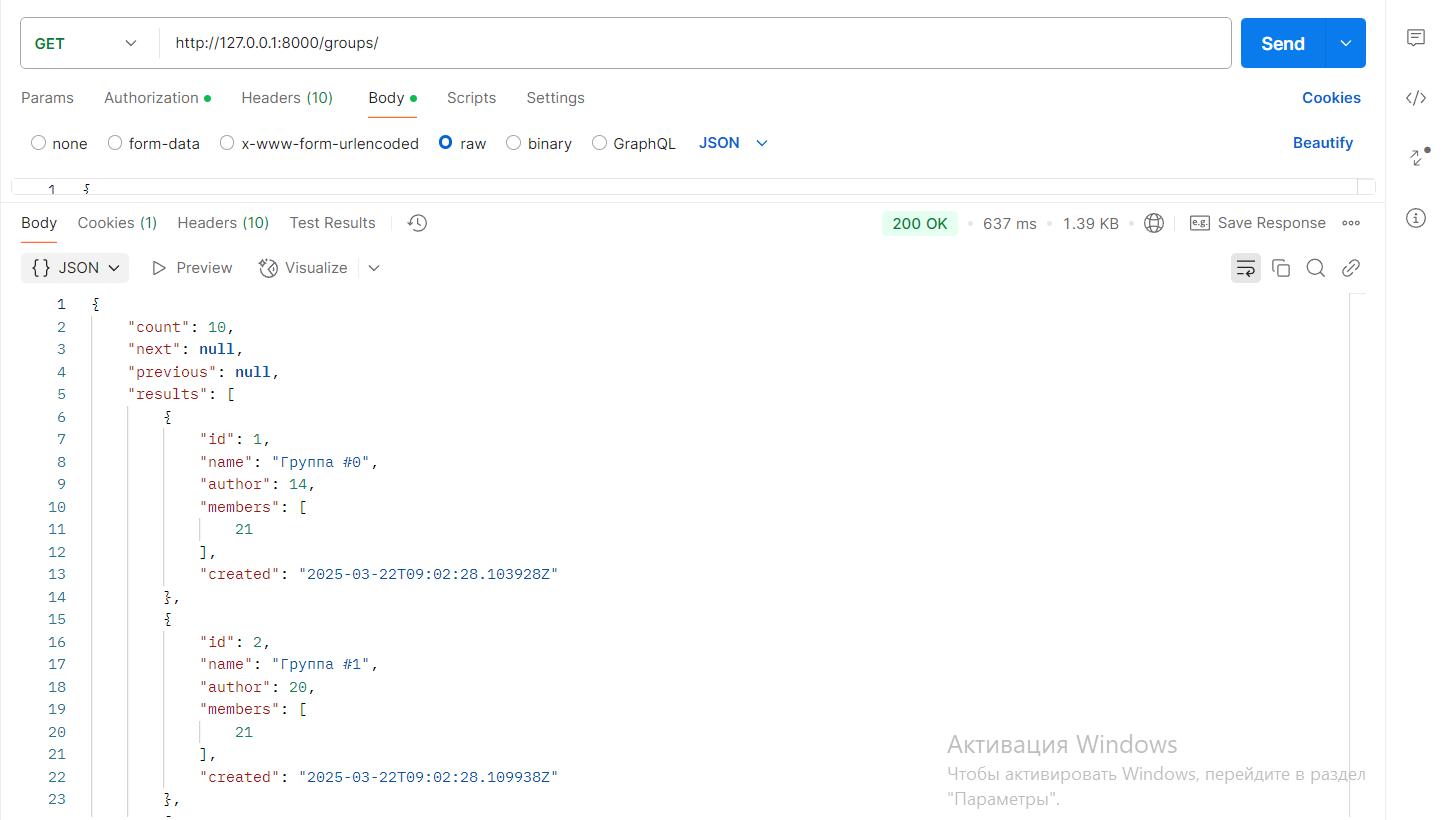 GET http://127.0.0.1:8000/groups/ Send
Params Authorization Headers (10) Body Scripts Settings Cookies
none form-data x-www-form-urlencoded raw binary GraphQL JSON Beautify
1 {
Body Cookies (1) Headers (10) Test Results 200 OK 637 ms 1.39 KB e.g. Save Response
{} JSON Preview Visualize
1 {
2 "count": 10,
3 "next": null,
4 "previous": null,
5 "results": [
6 {
7 "id": 1,
8 "name": "Группа #0",
9 "author": 14,
10 "members": [
11 21
12 ],
13 "created": "2025-03-22T09:02:28.103928Z"
14 },
15 {
16 "id": 2,
17 "name": "Группа #1",
18 "author": 20,
19 "members": [
20 21
21 ],
22 "created": "2025-03-22T09:02:28.109938Z"
23 },
Активация Windows
Чтобы активировать Windows, перейдите в раздел
"Параметры".